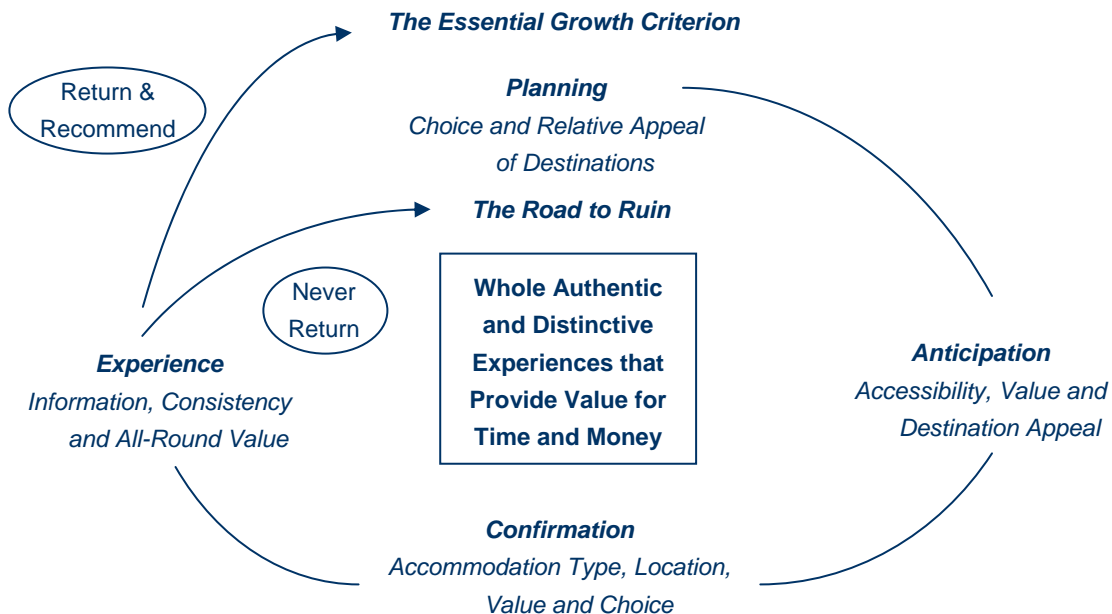 The Essential Growth Criterion
Return &
Recommend
Planning
Choice and Relative Appeal
of Destinations
The Road to Ruin
Never
Return
Whole Authentic
and Distinctive
Experiences that
Provide Value for
Time and Money
Experience
Information, Consistency
and All-Round Value
Anticipation
Accessibility, Value and
Destination Appeal
Confirmation
Accommodation Type, Location,
Value and Choice